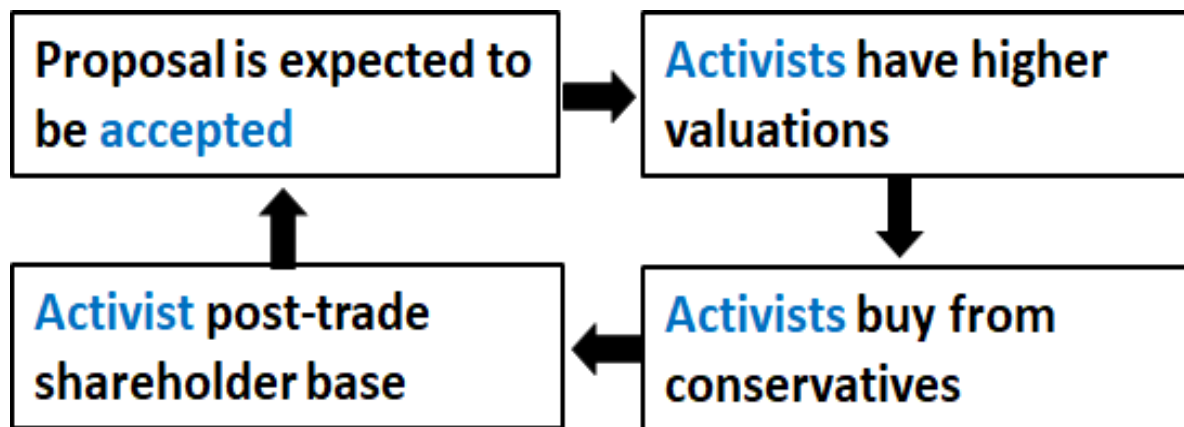 Proposal is expected to
be accepted
Activists have higher
valuations
Activist post-trade
shareholder base
Activists buy from
conservatives